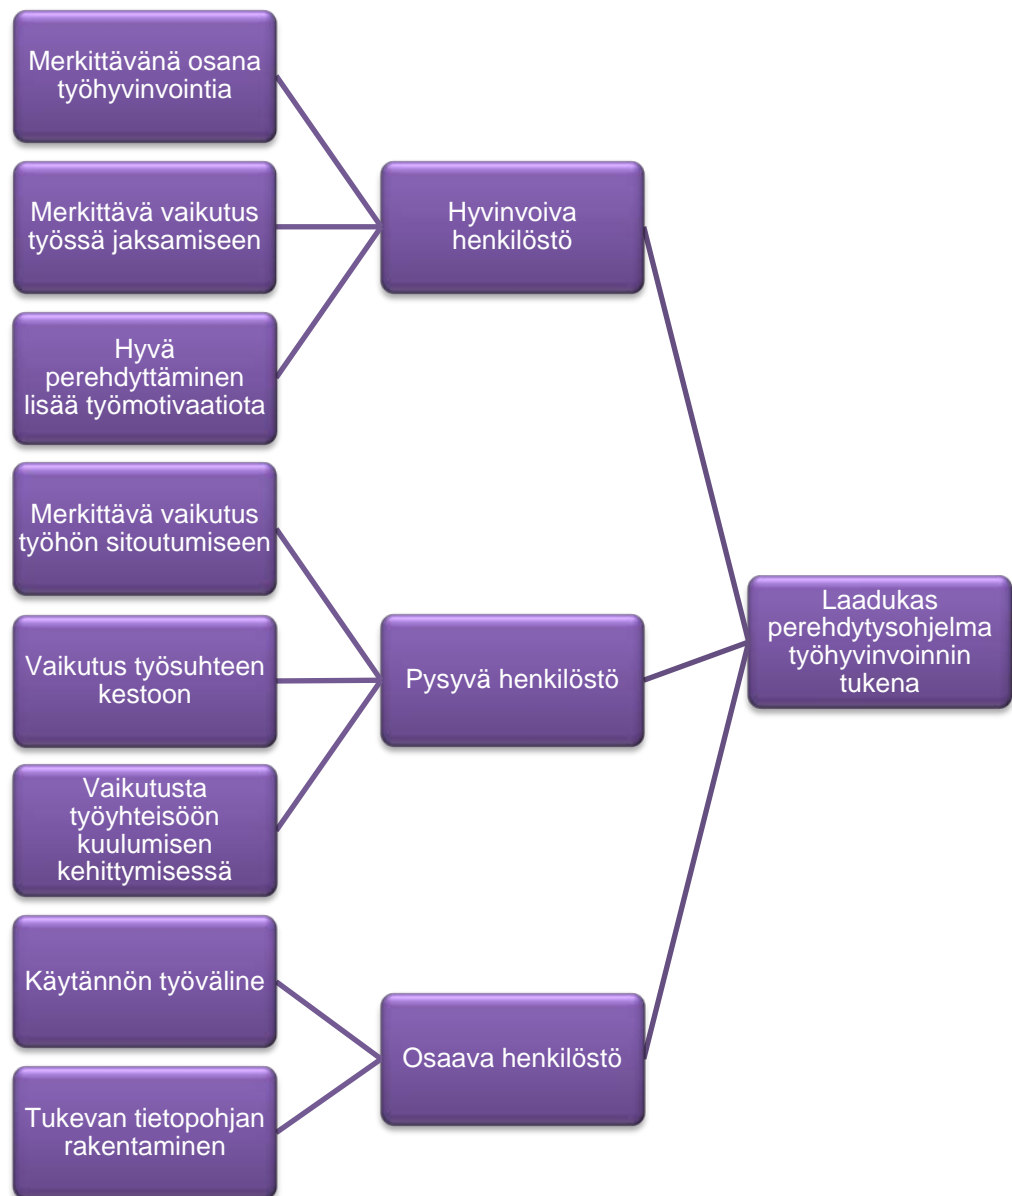 Merkittävänä osana
työhyvinvointia
Merkittävä vaikutus
työssä jaksamiseen
Hyvä
perehdyttäminen
lisää työmotivaatiota
Merkittävä vaikutus
työhön sitoutumiseen
Vaikutus työsuhteen
kestoon
Vaikutusta
työyhteisöön
kuulumisen
kehittymisessä
Käytännön työväline
Tukevan tietopohjan
rakentaminen
Hyvinvoiva
henkilöstö
Pysyvä henkilöstö
Osaava henkilöstö
Laadukas
perehdytysohjelma
työhyvinvoinnin
tukena